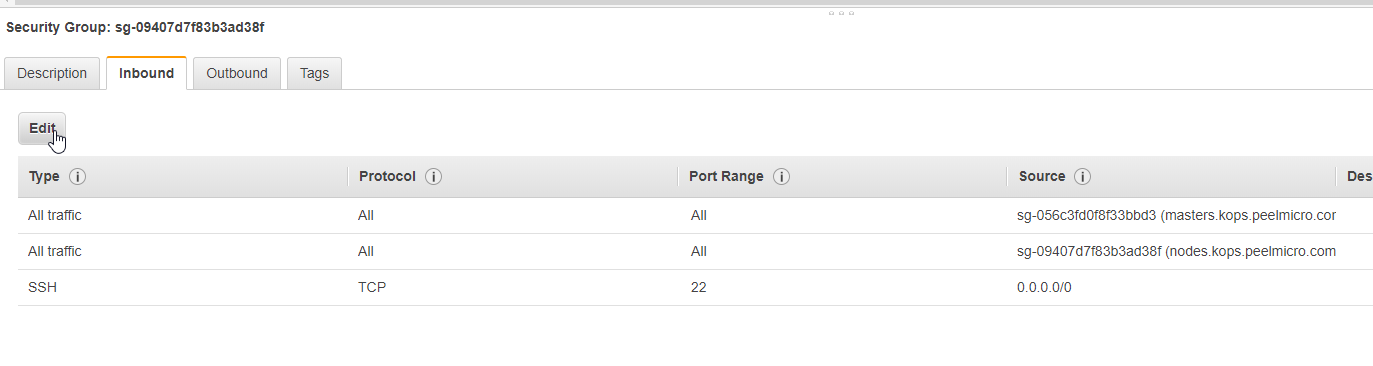 Security Group: sg-09407d7f83b3ad38f
Description Inbound Outbound Tags
Edit
Type Protocol Port Range Source Des
All traffic All All sg-056c3fd0f8f33bbd3 (masters.kops.peelmicro.cor
All traffic All All sg-09407d7f83b3ad38f (nodes.kops.peelmicro.com
SSH TCP 22 0.0.0.0/0